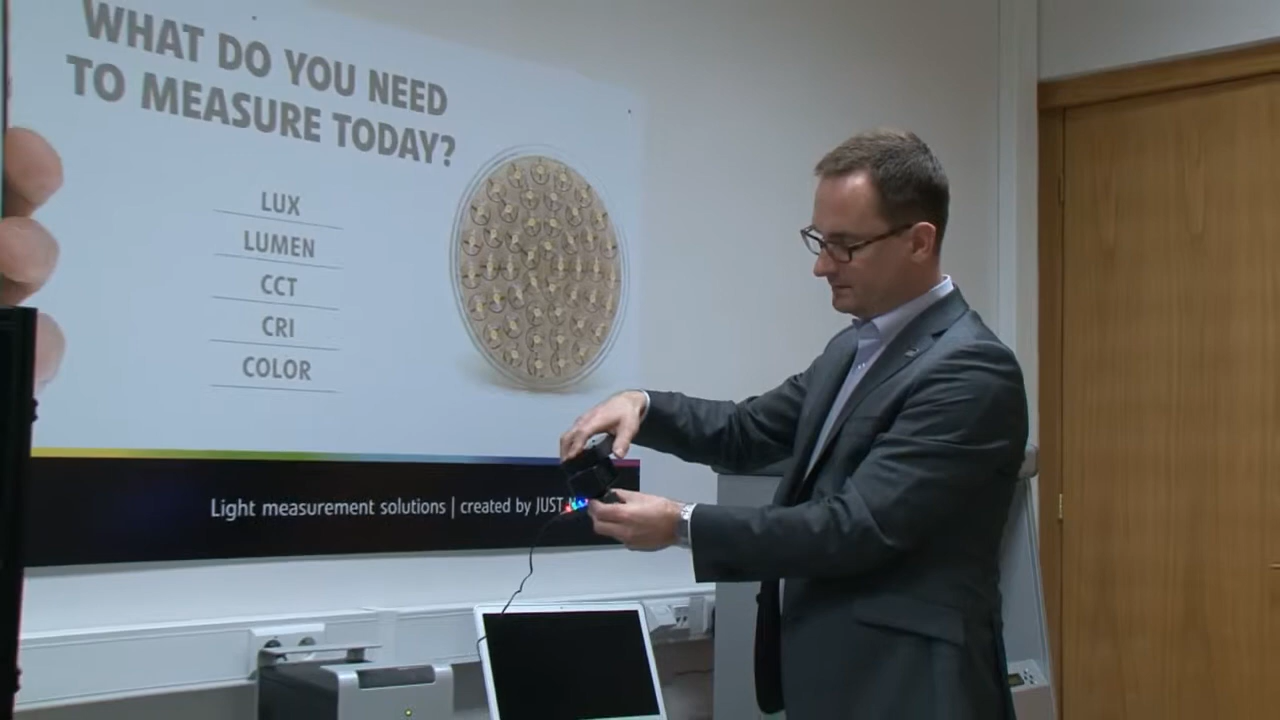 WHAT DO YOU NEED
TO MEASURE TODAY?
LUX
LUMEN
CCT
CRI
COLOR
Light measurement solutions | created by JUST